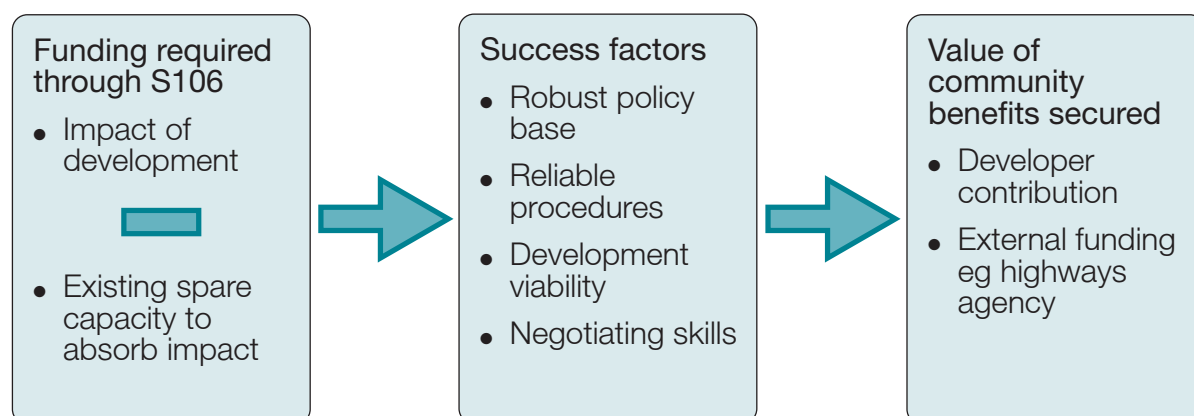 Funding required
through S106
● Impact of
development
● Existing spare
capacity to
absorb impact
Success factors
● Robust policy
base
● Reliable
procedures
● Development
viability
● Negotiating skills
Value of
community
benefits secured
● Developer
contribution
● External funding
eg highways
agency